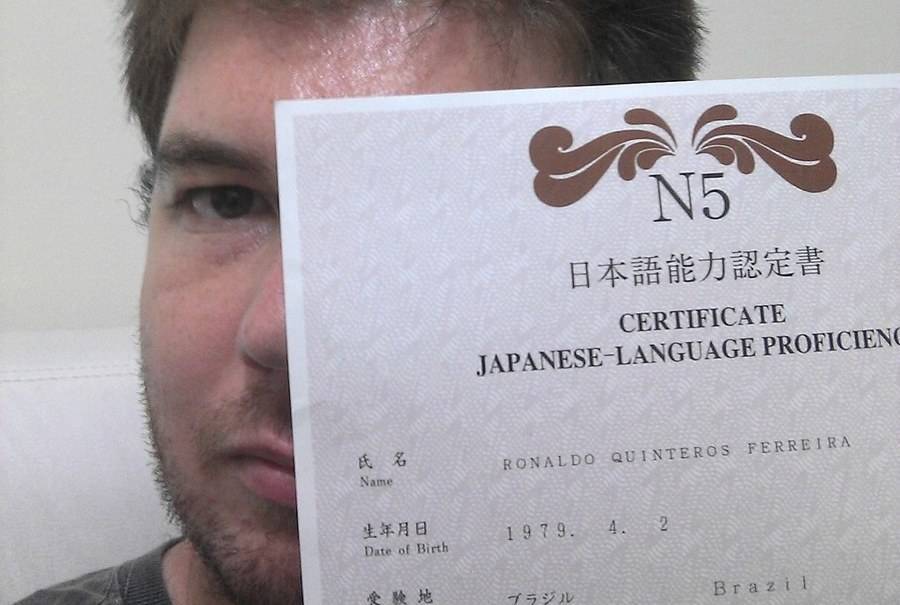 N5
日本語能力認定書
CERTIFICATE
JAPANESE-LANGUAGE PROFICIENC
氏 名 RONALDO QUINTEROS FERREIRA
Name
生年月日 1979. 4. 2
Date of Birth
受験地 ブラジル Brazil